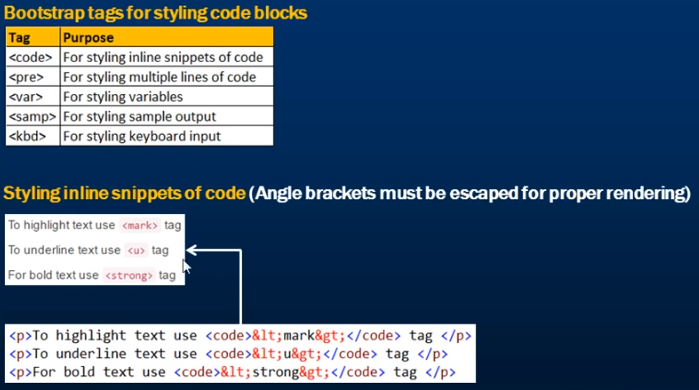 Bootstrap tags for styling code blocks
Tag Purpose
<code> For styling inline snippets of code
<pre> For styling multiple lines of code
<var> For styling variables
<samp> For styling sample output
<kbd> For styling keyboard input
Styling inline snippets of code (Angle brackets must be escaped for proper rendering)
To highlight text use <mark> tag
To underline text use <u> tag
For bold text use <strong> tag
<p>To highlight text use <code>&lt;mark&gt;</code> tag </p>
<p>To underline text use <code>&lt;u&gt;</code> tag </p>
<p>For bold text use <code>&lt;strong&gt;</code> tag </p>